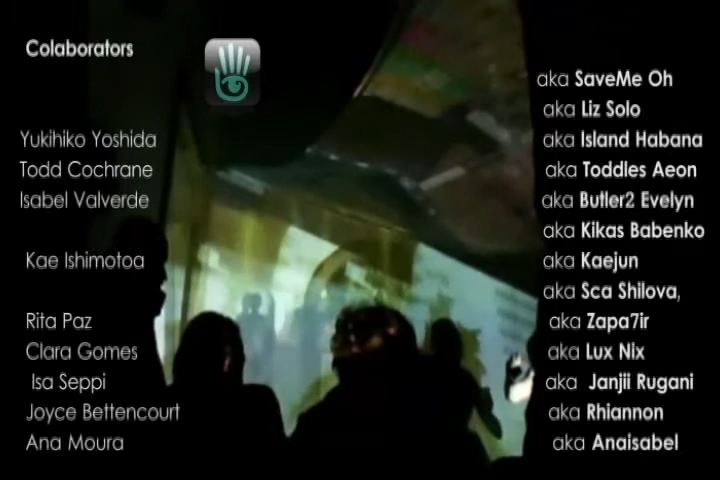 Colaborators
aka SaveMe Oh
aka Liz Solo
Yukihiko Yoshida aka Island Habana
Todd Cochrane aka Toddles Aeon
Isabel Valverde aka Butler2 Evelyn
aka Kikas Babenko
Kae Ishimotoa aka Kaejun
aka Sca Shilova,
Rita Paz aka Zapa7ir
Clara Gomes aka Lux Nix
Isa Seppi aka Janjii Rugani
Joyce Bettencourt aka Rhiannon
Ana Moura aka Anaisabel